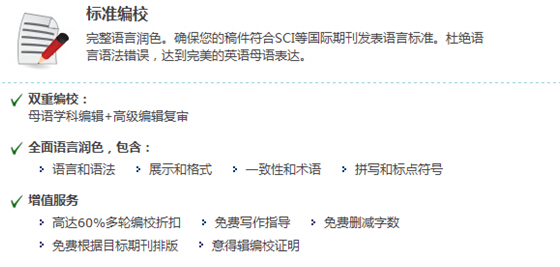 标准编校
完整语言润色。确保您的稿件符合SCI等国际期刊发表语言标准。杜绝语
言语法错误，达到完美的英语母语表达。
双重编校：
母语学科编辑+高级编辑复审
全面语言润色，包含：
语言和语法 展示和格式 一致性和术语 拼写和标点符号
增值服务
高达60%多轮编校折扣 免费写作指导 免费删减字数
免费根据目标期刊排版 意得辑编校证明